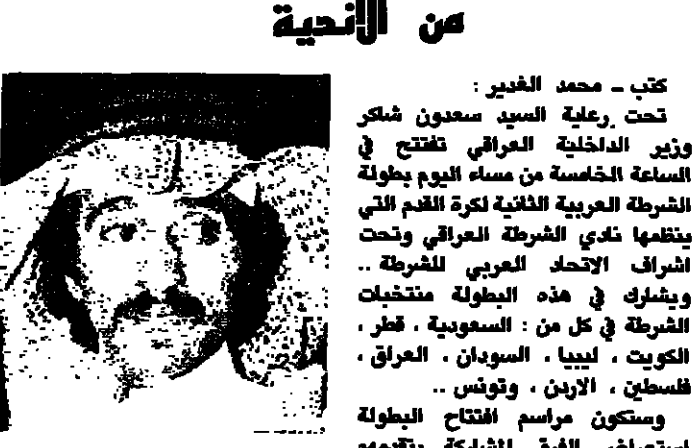 من الأندية
كتب ــ محمد الغدير :
تحت رعاية السيد سعدون شاكر
وزير الداخلية العراقي تفتتح في
الساعة الخامسة من مساء اليوم بطولة
الشرطة العربية الثانية لكرة القدم التي
ينظمها نادي الشرطة العراقي وتحت
اشراف الاتحاد العربي للشرطة ..
ويشارك في هذه البطولة منتخبات
الشرطة في كل من : السعودية ، قطر ،
الكويت ، ليبيا ، السودان ، العراق ،
فلسطين ، الاردن ، وتونس ..
وستكون مراسم افتتاح البطولة